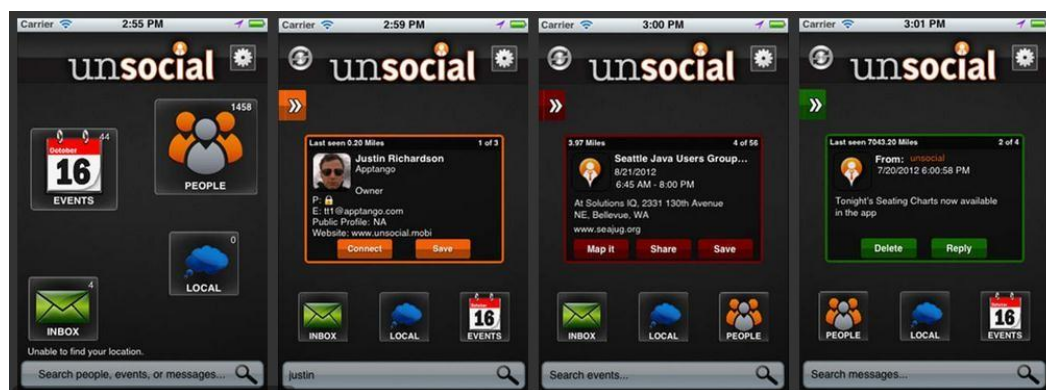 Carrier 2:55 PM
unsocial
1458
PEOPLE
44
October
16
EVENTS
0
LOCAL
4
INBOX
Unable to find your location.
Search people, events, or messages...
Carrier 2:59 PM
unsocial
Last seen 0.20 Miles 1 of 3
Justin Richardson
Apptango
Owner
P:
E: tt1@apptango.com
Public Profile: NA
Website: www.unsocial.mobi
Connect Save
INBOX
LOCAL
October
16
EVENTS
justin
Carrier 3:00 PM
unsocial
3.97 Miles 4 of 56
Seattle Java Users Group...
8/21/2012
6:45 AM - 8:00 PM
At Solutions IQ, 2331 130th Avenue
NE, Bellevue, WA
www.seajug.org
Map it Share Save
INBOX
LOCAL
PEOPLE
Search events...
Carrier 3:01 PM
unsocial
Last seen 7043.20 Miles 2 of 4
From: unsocial
7/20/2012 6:00:58 PM
Tonight's Seating Charts now available
in the app
Delete Reply
PEOPLE
LOCAL
October
16
EVENTS
Search messages...